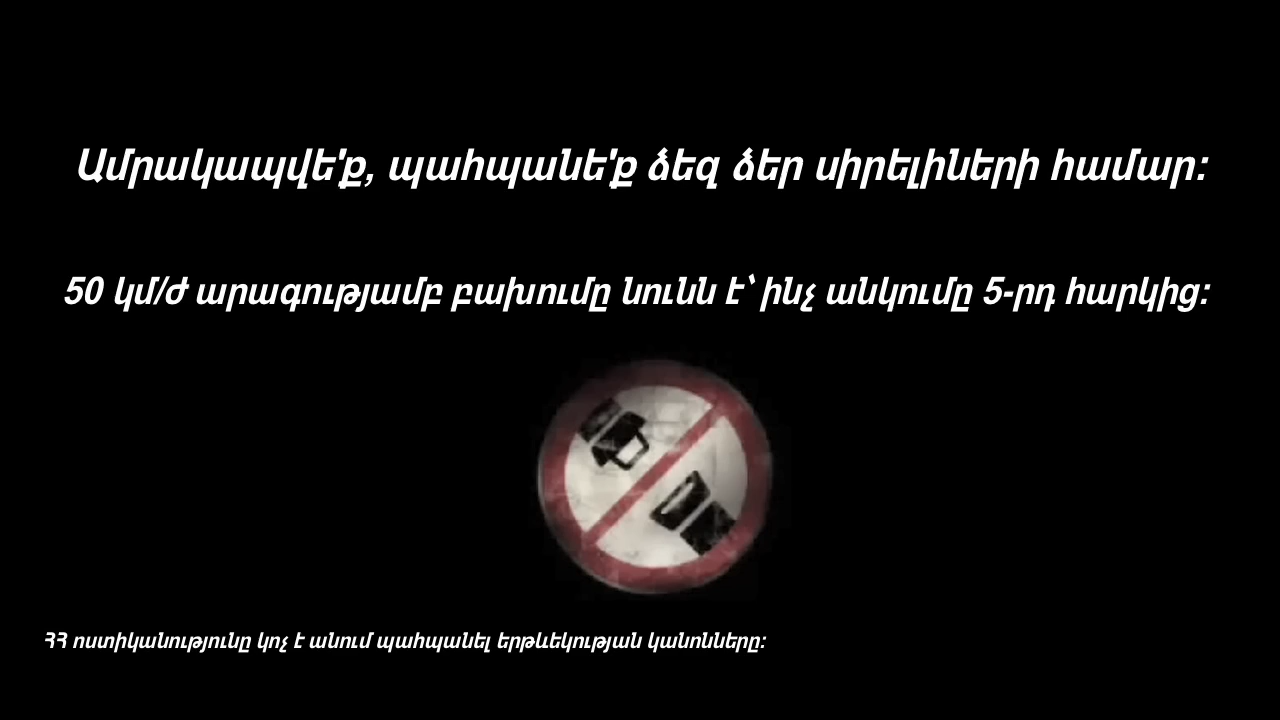 Ամրակապվե'ք, պահպանե'ք ձեզ ձեր սիրելիների համար:
50 կմ/ժ արագությամբ բախումը նույնն է՝ ինչ անկումը 5-րդ հարկից:
ՀՀ ոստիկանությունը կոչ է անում պահպանել երթևեկության կանոնները: